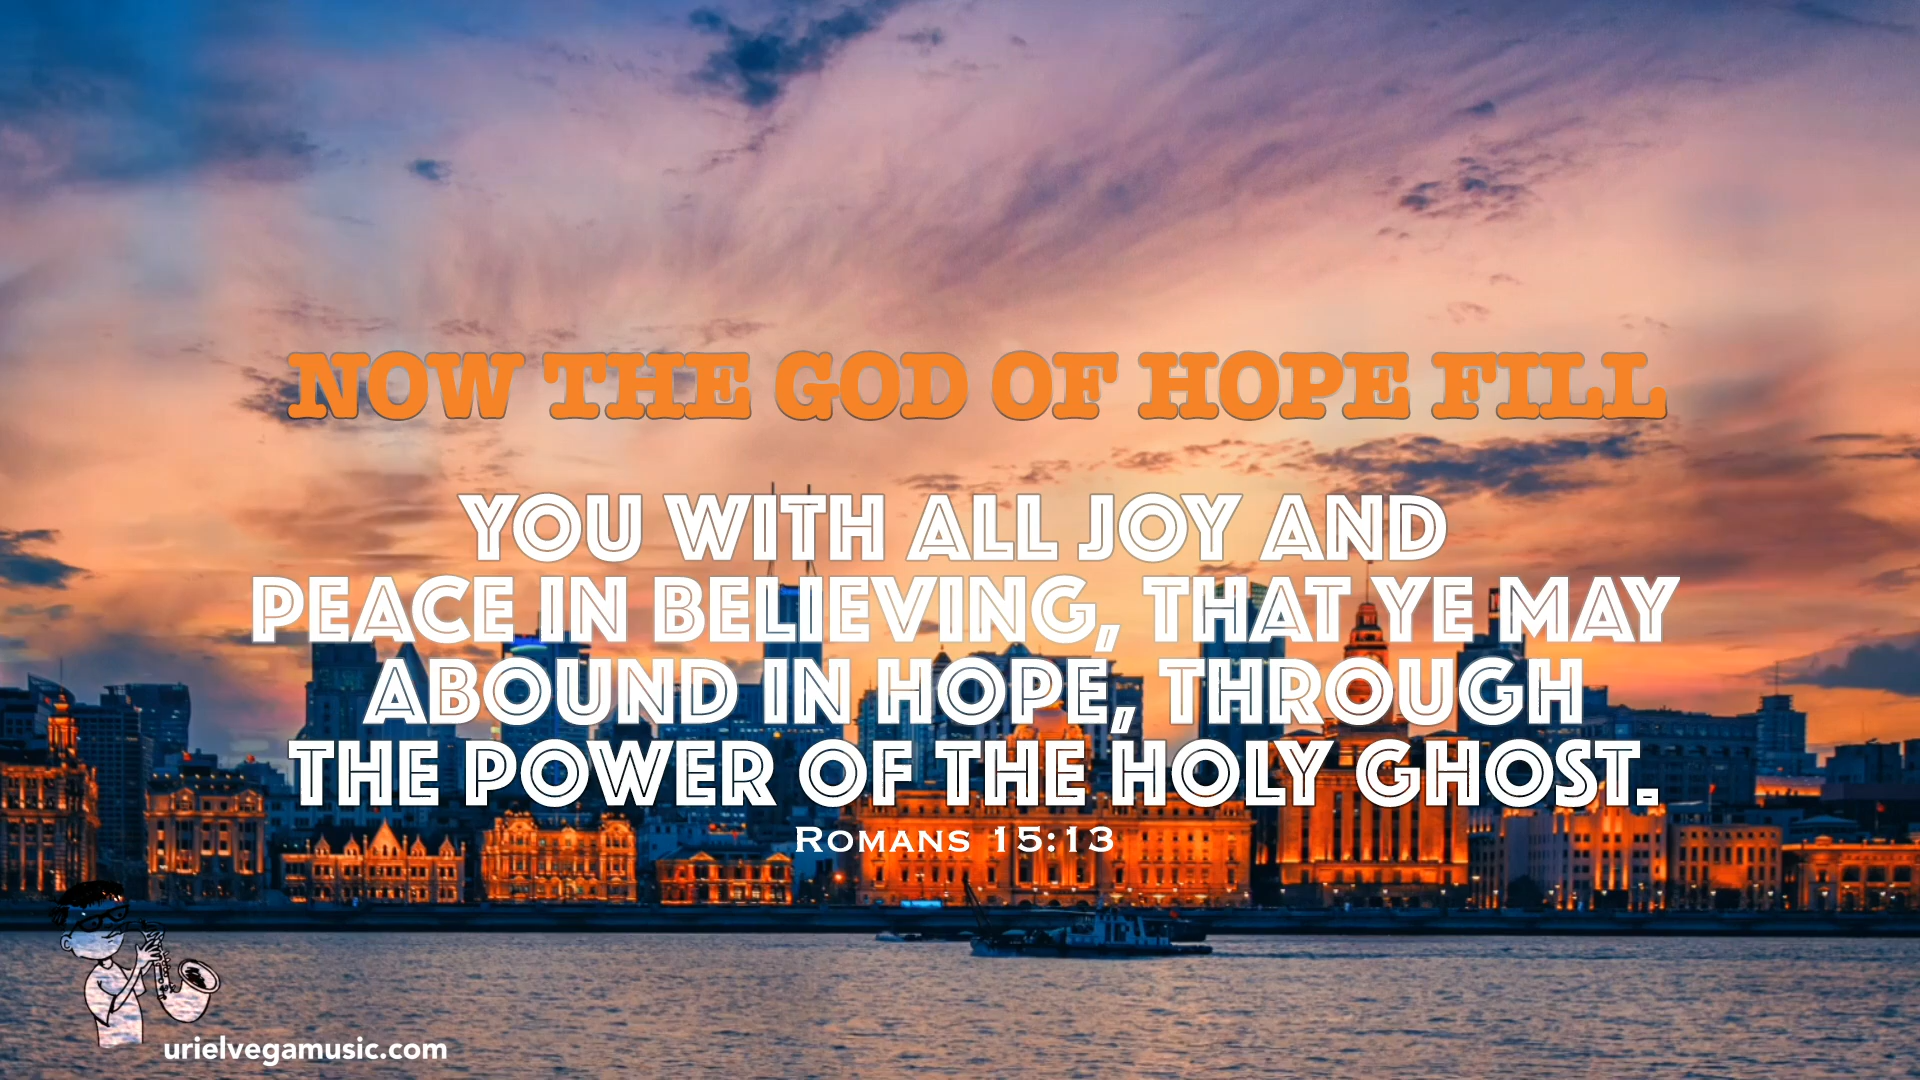 NOW THE GOD OF HOPE FILL
YOU WITH ALL JOY AND
PEACE IN BELIEVING, THAT YE MAY
ABOUND IN HOPE, THROUGH
THE POWER OF THE HOLY GHOST.
Romans 15:13
urielvegamusic.com